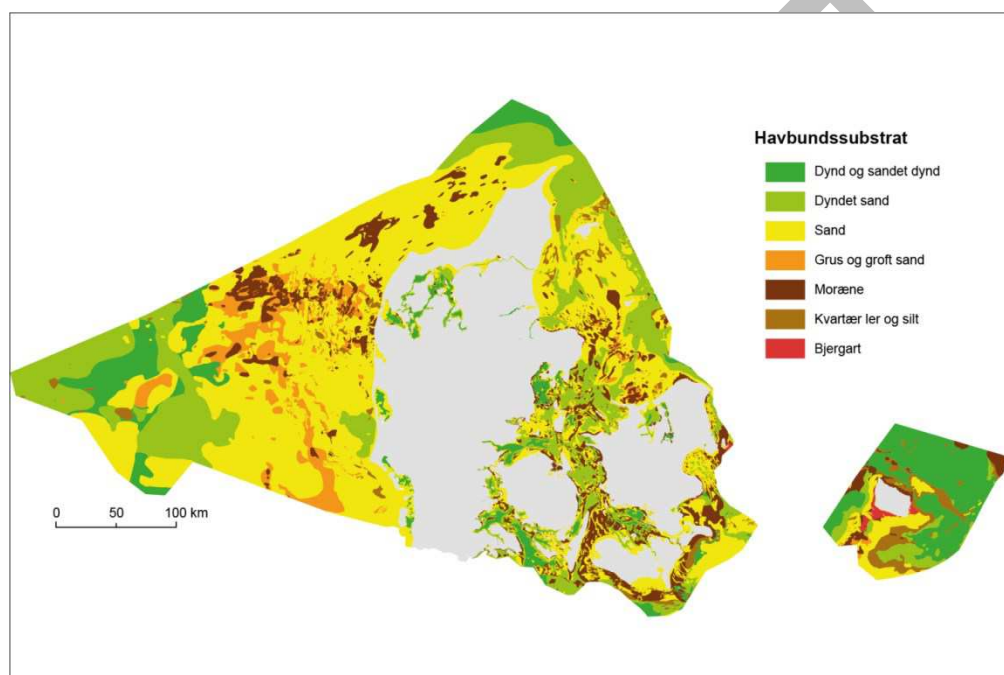 Havbundssubstrat
Dynd og sandet dynd
Dyndet sand
Sand
Grus og groft sand
Moræne
Kvartær ler og silt
Bjergart
0 50 100 km